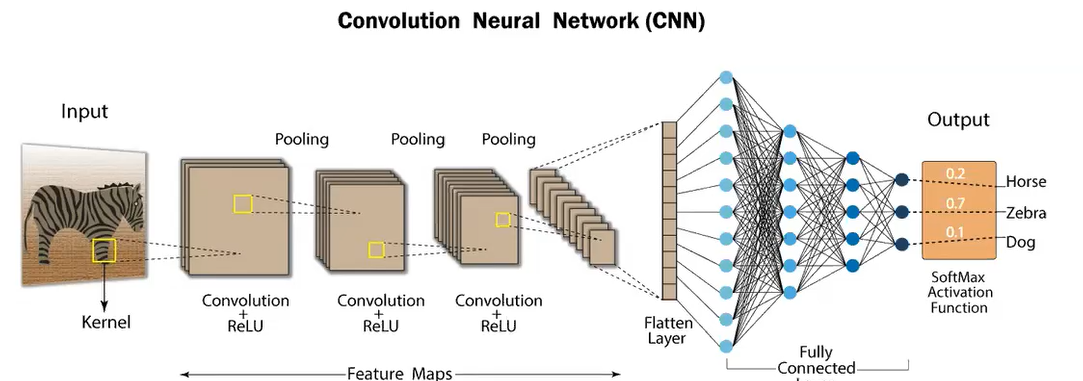 Convolution Neural Network (CNN)
Input
Pooling
Pooling
Pooling
Output
0.2
Horse
0.7
Zebra
0.1
Dog
Kernel
Convolution
+
ReLU
Convolution
+
ReLU
Convolution
+
ReLU
Flatten
Layer
SoftMax
Activation
Function
Feature Maps
Fully
Connected